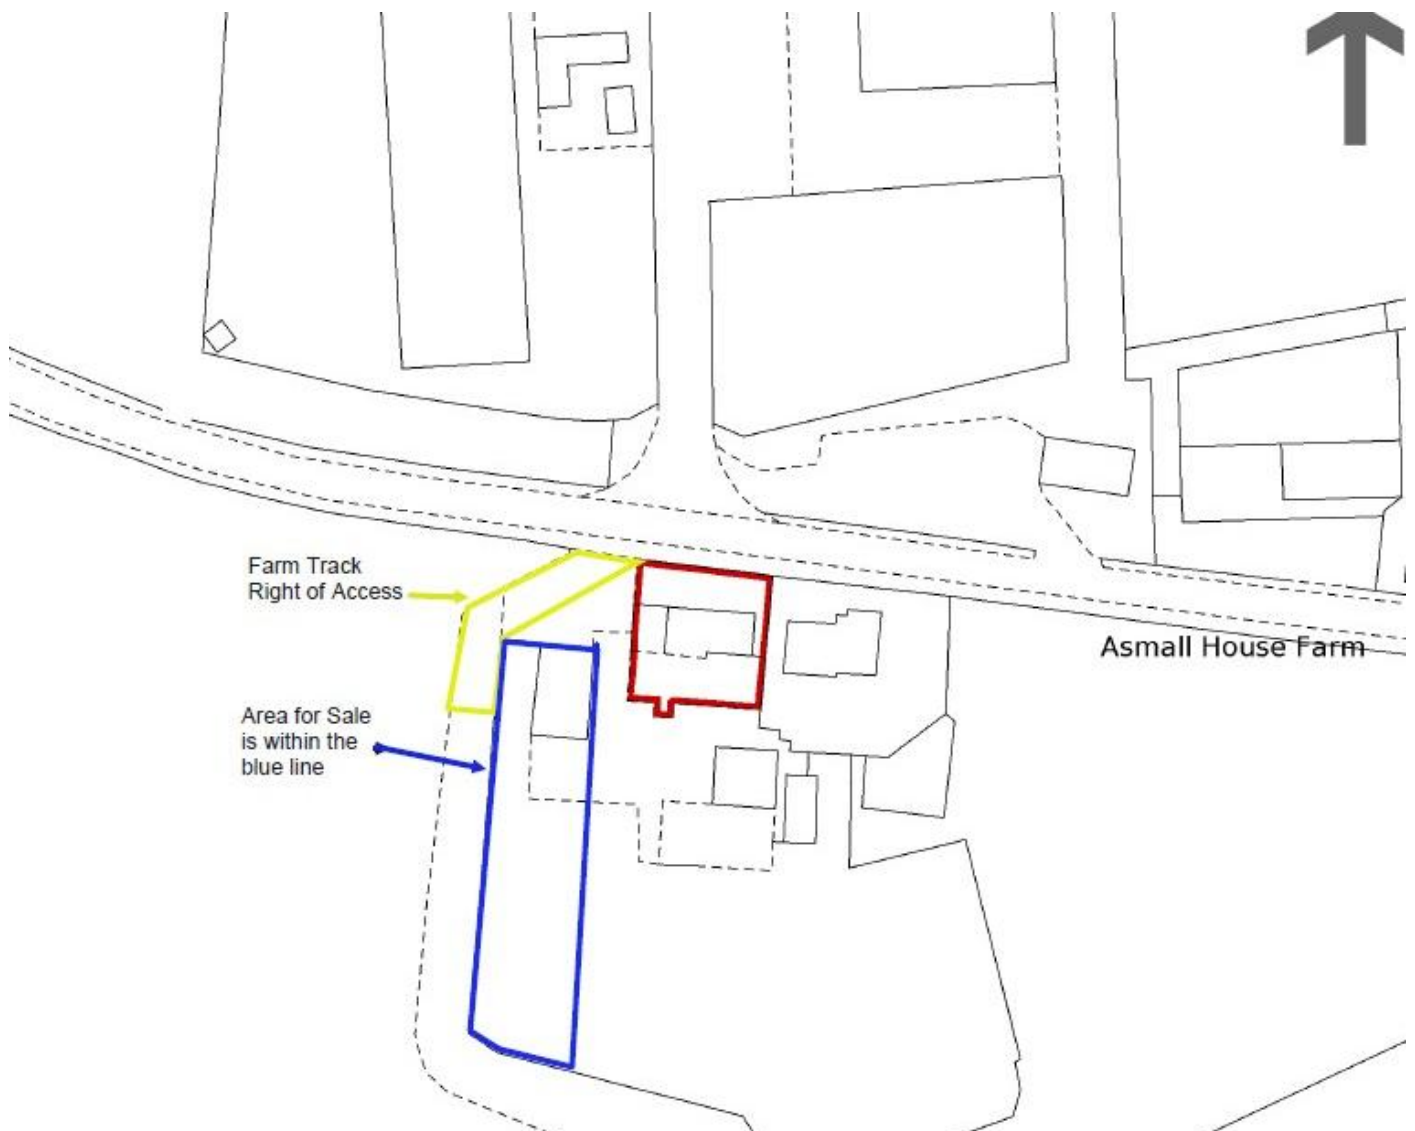 Farm Track
Right of Access
Asmall House Farm
Area for Sale
is within the
blue line